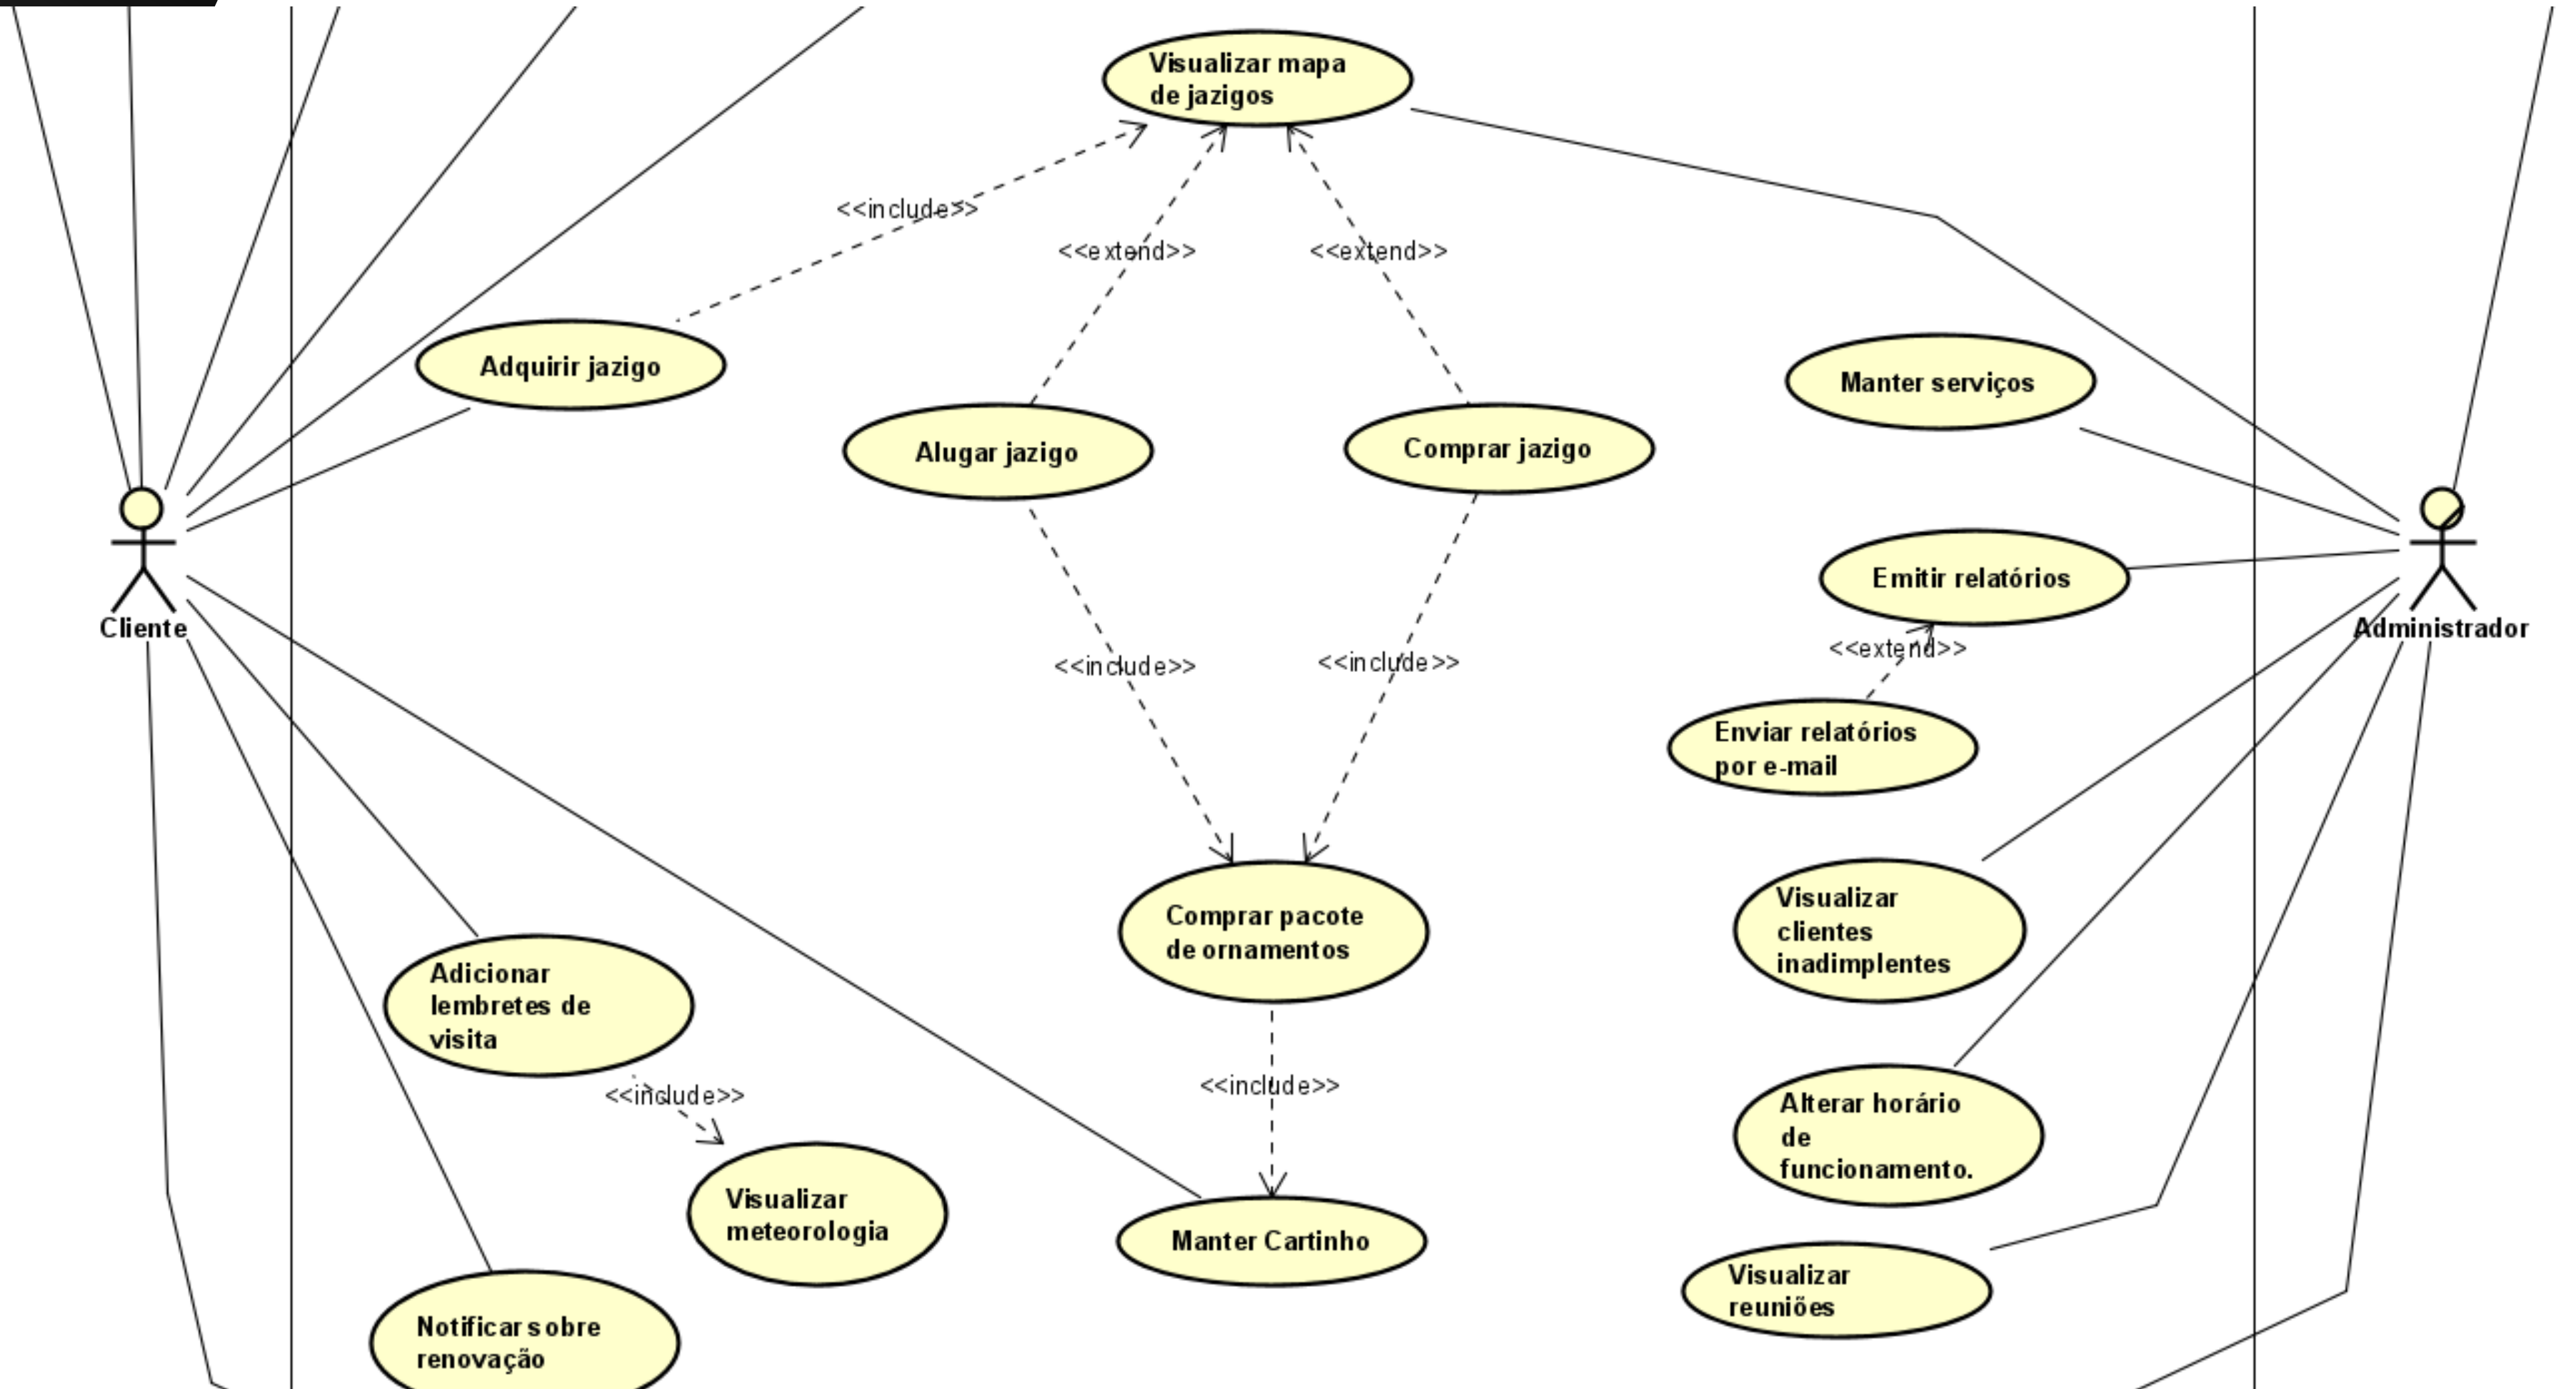 Visualizar mapa
de jazigos
<<include>>
<<extend>>
<<extend>>
Adquirir jazigo
Alugar jazigo
Comprar jazigo
Manter serviços
Emitir relatórios
Cliente
Administrador
<<extend>>
<<include>>
<<include>>
Enviar relatórios
por e-mail
Visualizar
clientes
inadimplentes
Comprar pacote
de ornamentos
Adicionar
lembretes de
visita
<<include>>
<<include>>
Alterar horário
de
funcionamento.
Visualizar
meteorologia
Manter Cartinho
Visualizar
reuniões
Notificar sobre
renovação